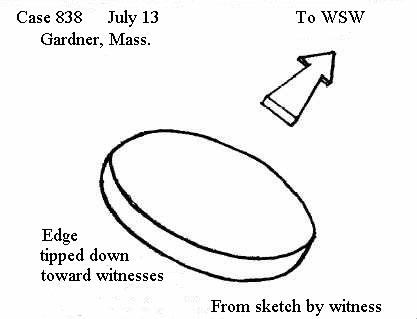 Case 838 July 13 To WSW
Gardner, Mass.
Edge
tipped down
toward witnesses
From sketch by witness